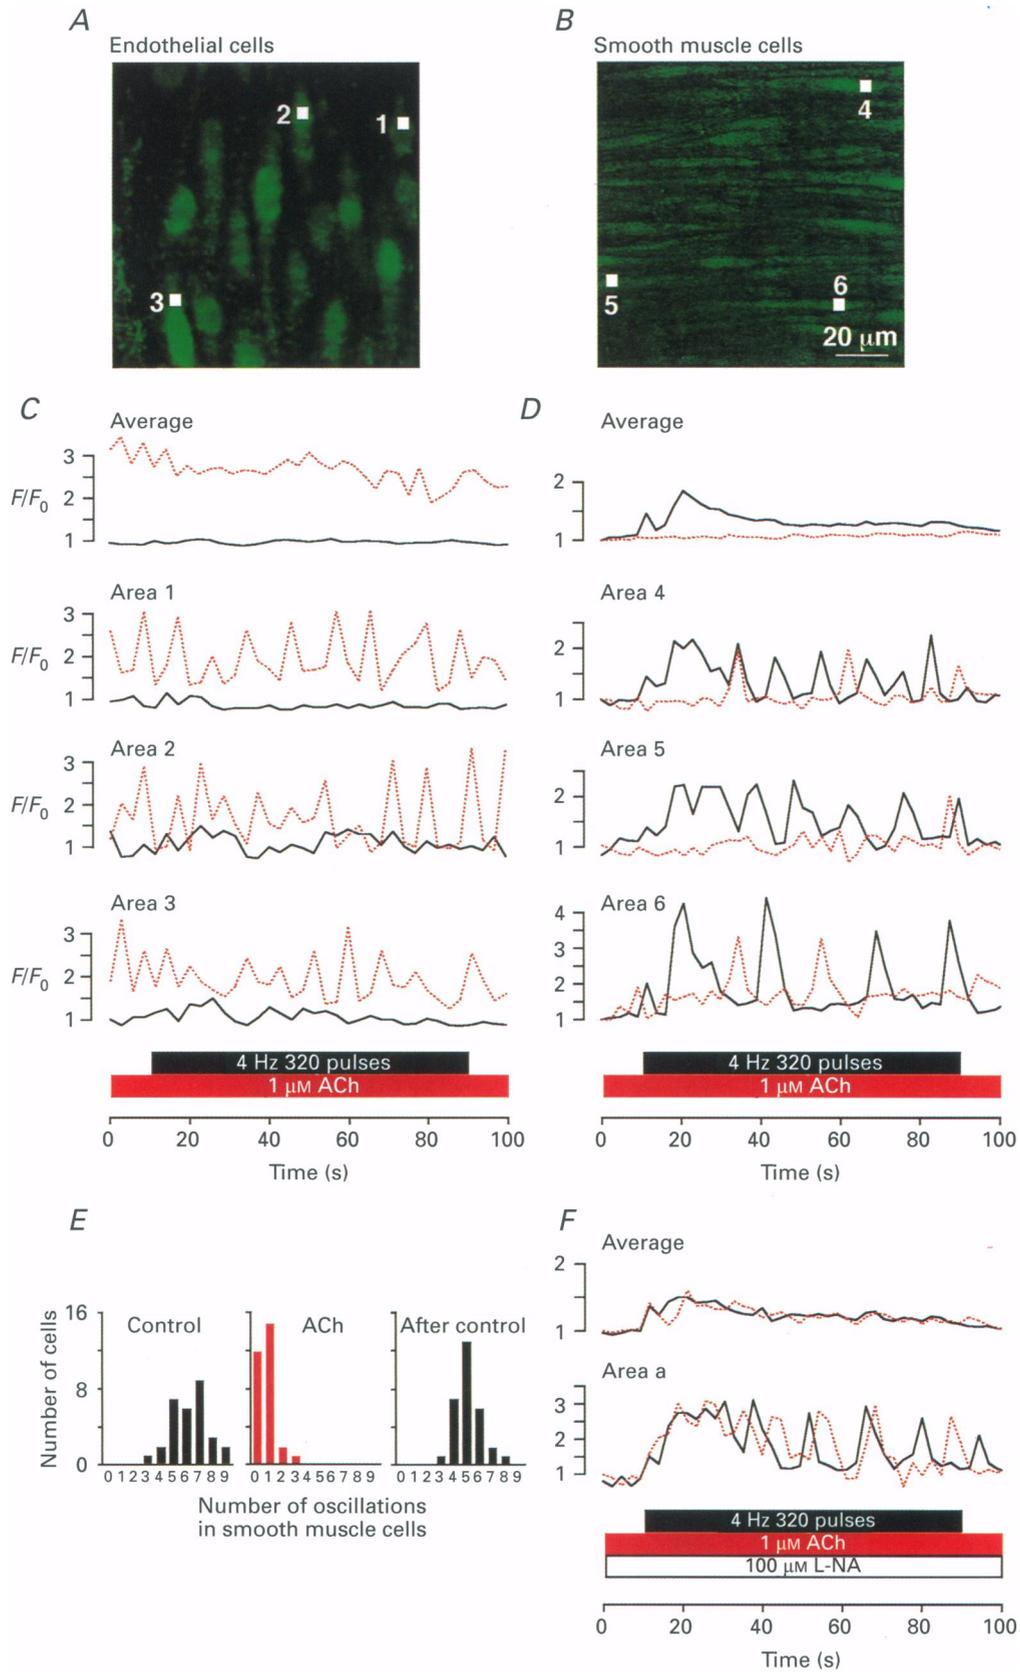 A
B
Endothelial cells
Smooth muscle cells
2
1
3
4
5
6
20 μm
C
D
Average
3
F/F0
2
1
Average
2
1
Area 1
3
F/F0
2
1
Area 4
2
1
Area 2
3
F/F0
2
1
Area 5
2
1
Area 3
3
F/F0
2
1
Area 6
4
3
2
1
4 Hz 320 pulses
1 μM ACh
4 Hz 320 pulses
1 μM ACh
0 20 40 60 80 100
Time (s)
0 20 40 60 80 100
Time (s)
E
F
Number of cells
16
8
0
Control
ACh
After control
0 1 2 3 4 5 6 7 8 9
0 1 2 3 4 5 6 7 8 9
0 1 2 3 4 5 6 7 8 9
Number of oscillations
in smooth muscle cells
Average
2
1
Area a
3
2
1
4 Hz 320 pulses
1 μM ACh
100 μM L-NA
0 20 40 60 80 100
Time (s)